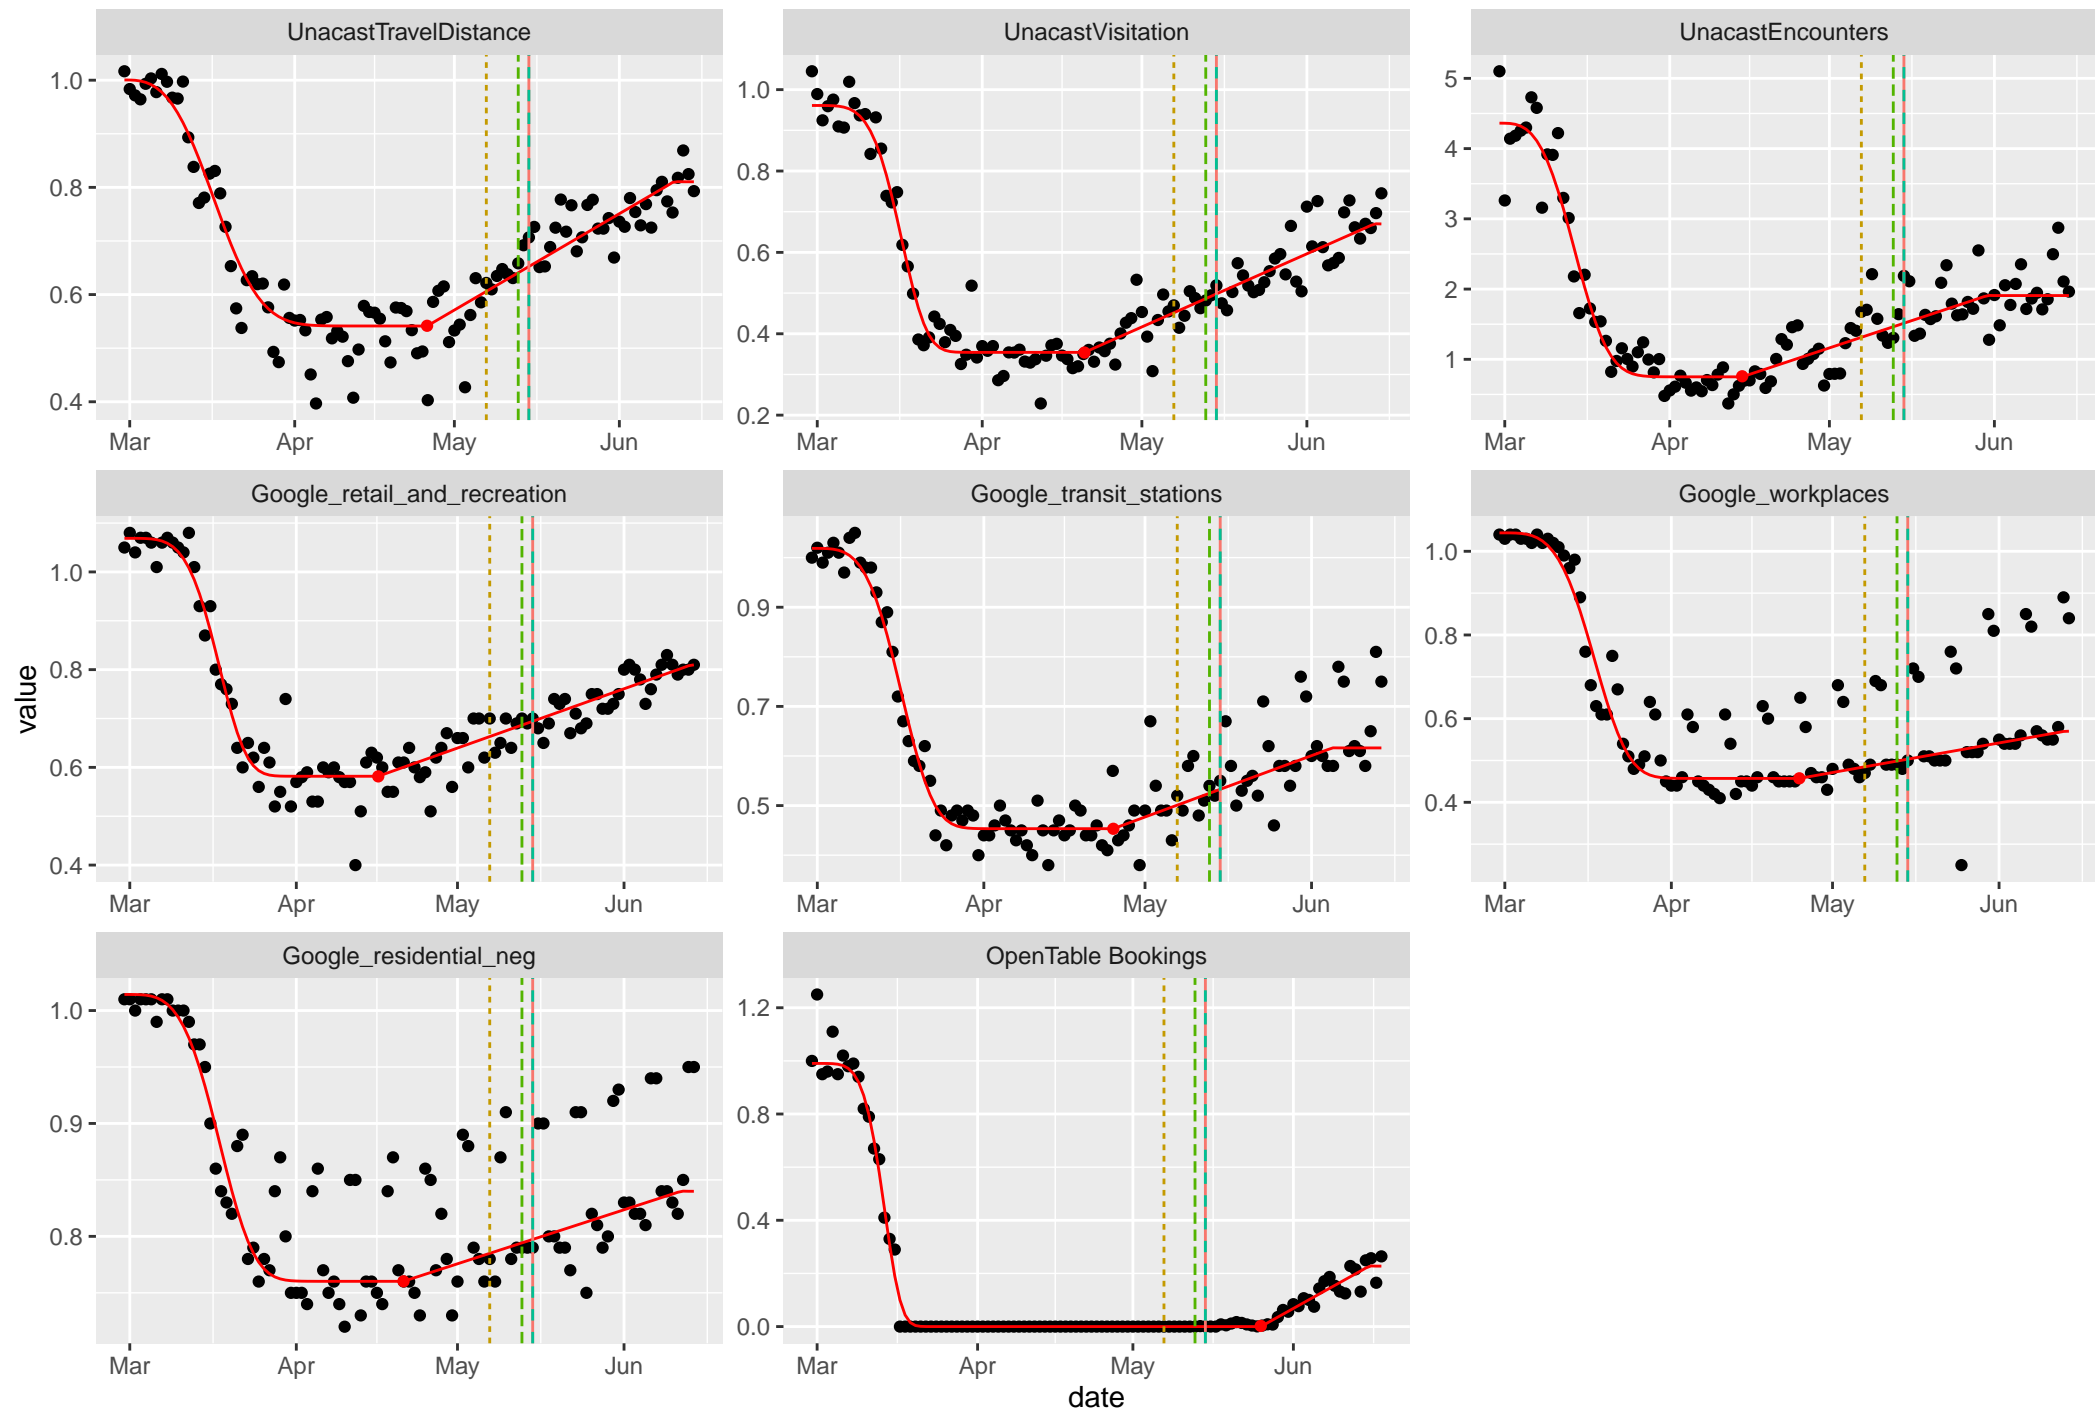 UnacastTravelDistance
UnacastVisitation
UnacastEncounters
1.0
0.8
0.6
0.4
Mar Apr May Jun
1.0
0.8
0.6
0.4
0.2
Mar Apr May Jun
5
4
3
2
1
Mar Apr May Jun
Google_retail_and_recreation
Google_transit_stations
Google_workplaces
value
1.0
0.8
0.6
0.4
Mar Apr May Jun
0.9
0.7
0.5
Mar Apr May Jun
1.0
0.8
0.6
0.4
Mar Apr May Jun
Google_residential_neg
OpenTable Bookings
1.0
0.9
0.8
Mar Apr May Jun
1.2
0.8
0.4
0.0
Mar Apr May Jun
date